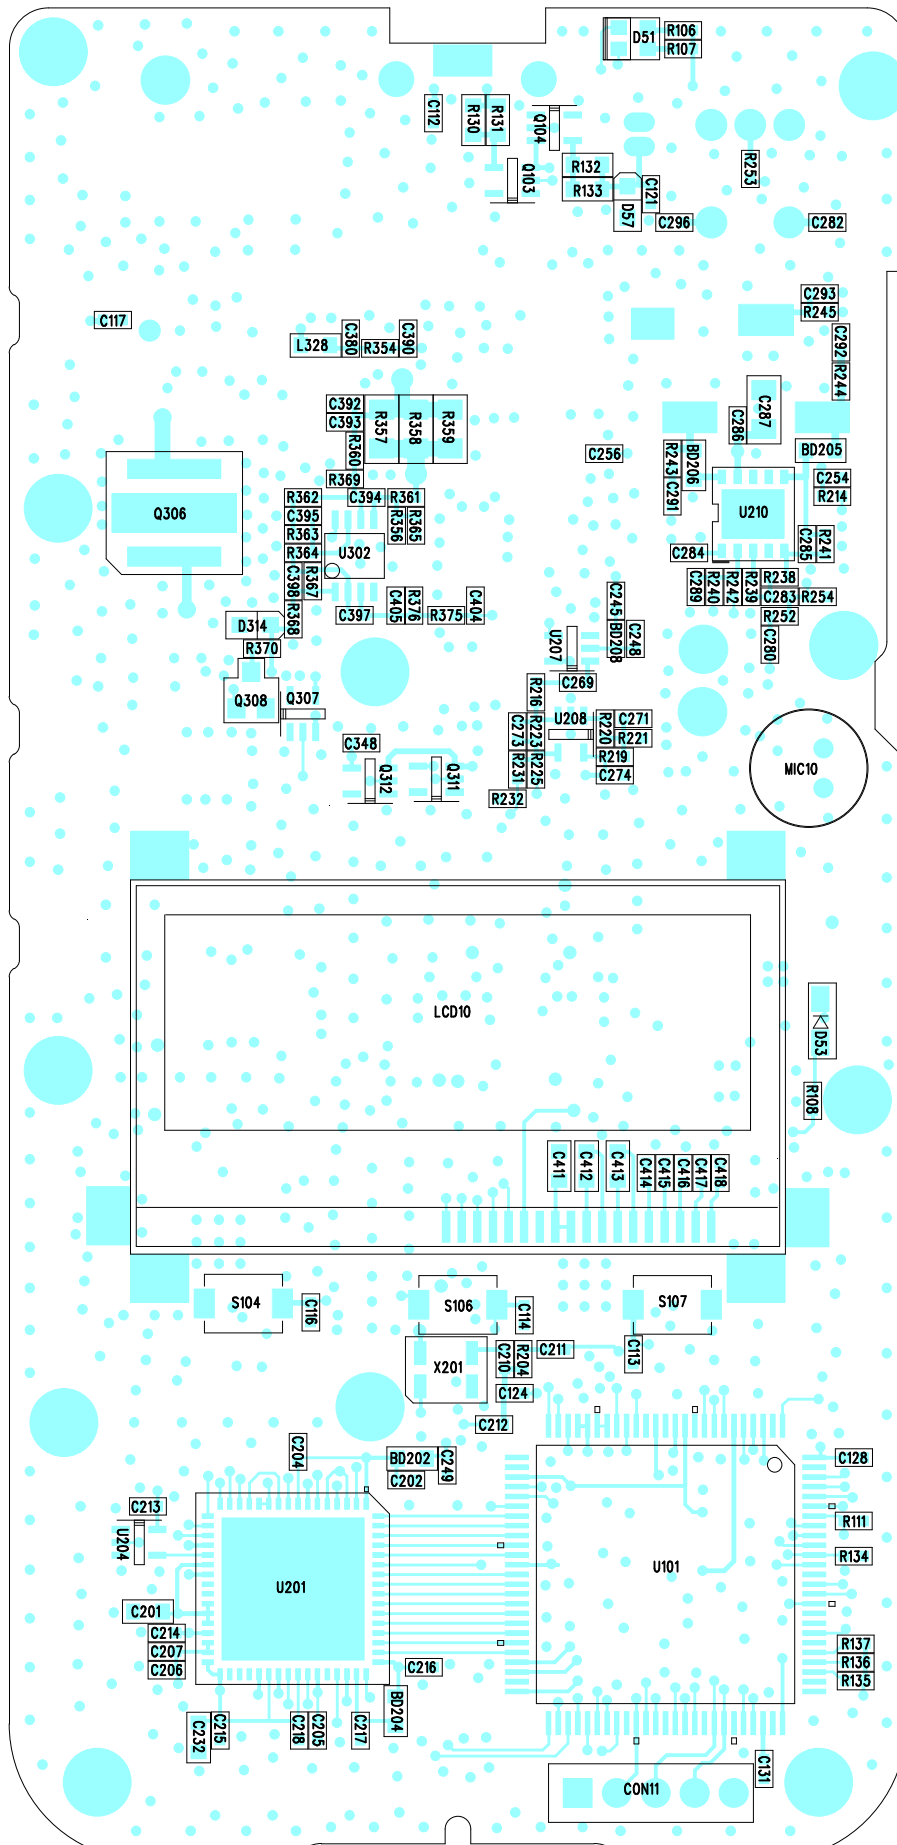 D51
R106
R107
C112
R130
R131
Q104
Q103
R132
R133
D57
C121
C296
R253
C282
C117
L328
C380
R354
C390
C293
R245
C292
R244
C392
C393
R360
R369
R357
R358
R359
C256
R243
C291
BD206
C286
C287
BD205
C254
R214
Q306
R362
C394
R361
C395
R363
R364
R356
R365
U302
U210
C284
C285
R241
C398
R367
R368
C397
C405
R376
R375
C404
C289
R240
R242
R239
R238
C283
R254
R252
C280
D314
R370
Q308
Q307
C245
BD208
C248
U207
C269
R216
U208
C273
R223
R220
C271
R221
R231
R225
R219
C274
R232
C348
Q312
Q311
MIC10
LCD10
D53
R108
C411
C412
C413
C414
C415
C416
C417
C418
S104
C116
S106
C114
S107
C113
X201
C210
R204
C211
C124
C212
C204
BD202
C249
C202
C128
C213
U204
R111
R134
U201
U101
C201
C214
C207
C206
C216
R137
R136
R135
BD204
C232
C215
C218
C205
C217
C131
CON11